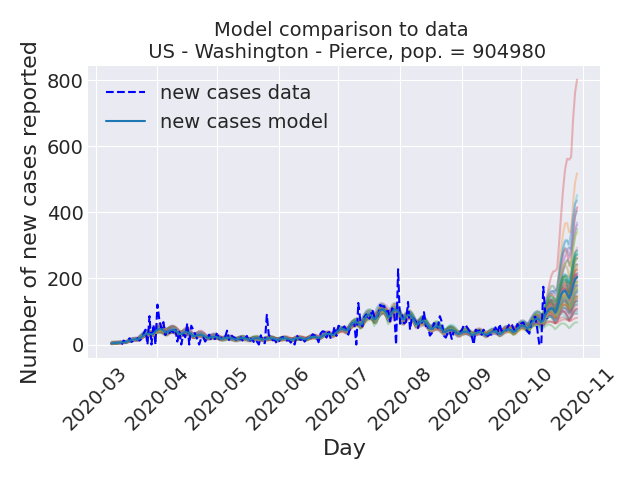 Model comparison to data
US - Washington - Pierce, pop. = 904980
Number of new cases reported
800
600
400
200
0
new cases data
new cases model
2020-03
2020-04
2020-05
2020-06
2020-07
2020-08
2020-09
2020-10
2020-11
Day